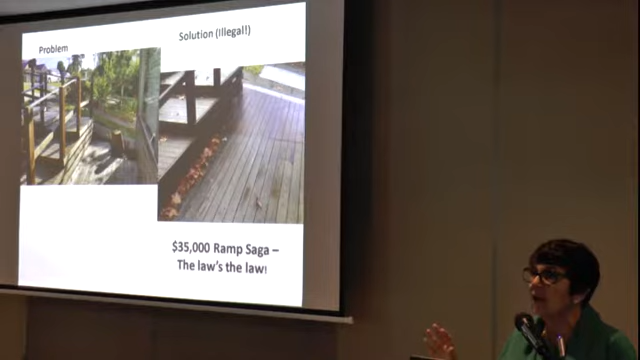 Problem
Solution (Illegal!)
$35,000 Ramp Saga –
The law's the law!